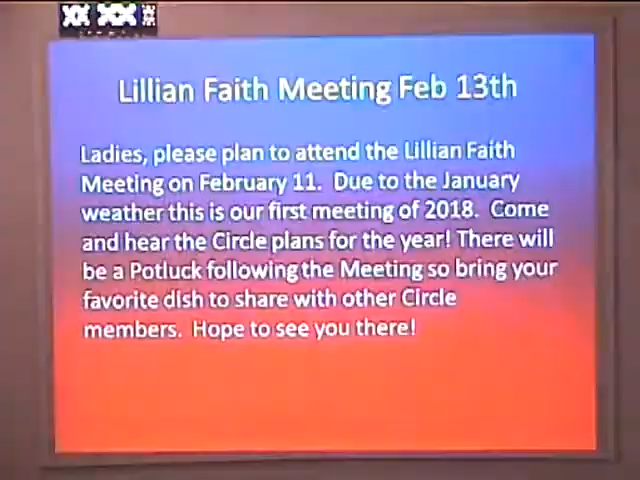 Lillian Faith Meeting Feb 13th
Ladies, please plan to attend the Lillian Faith
Meeting on February 11.  Due to the January
weather this is our first meeting of 2018.  Come
and hear the Circle plans for the year! There will
be a Potluck following the Meeting so bring your
favorite dish to share with other Circle
members.  Hope to see you there!